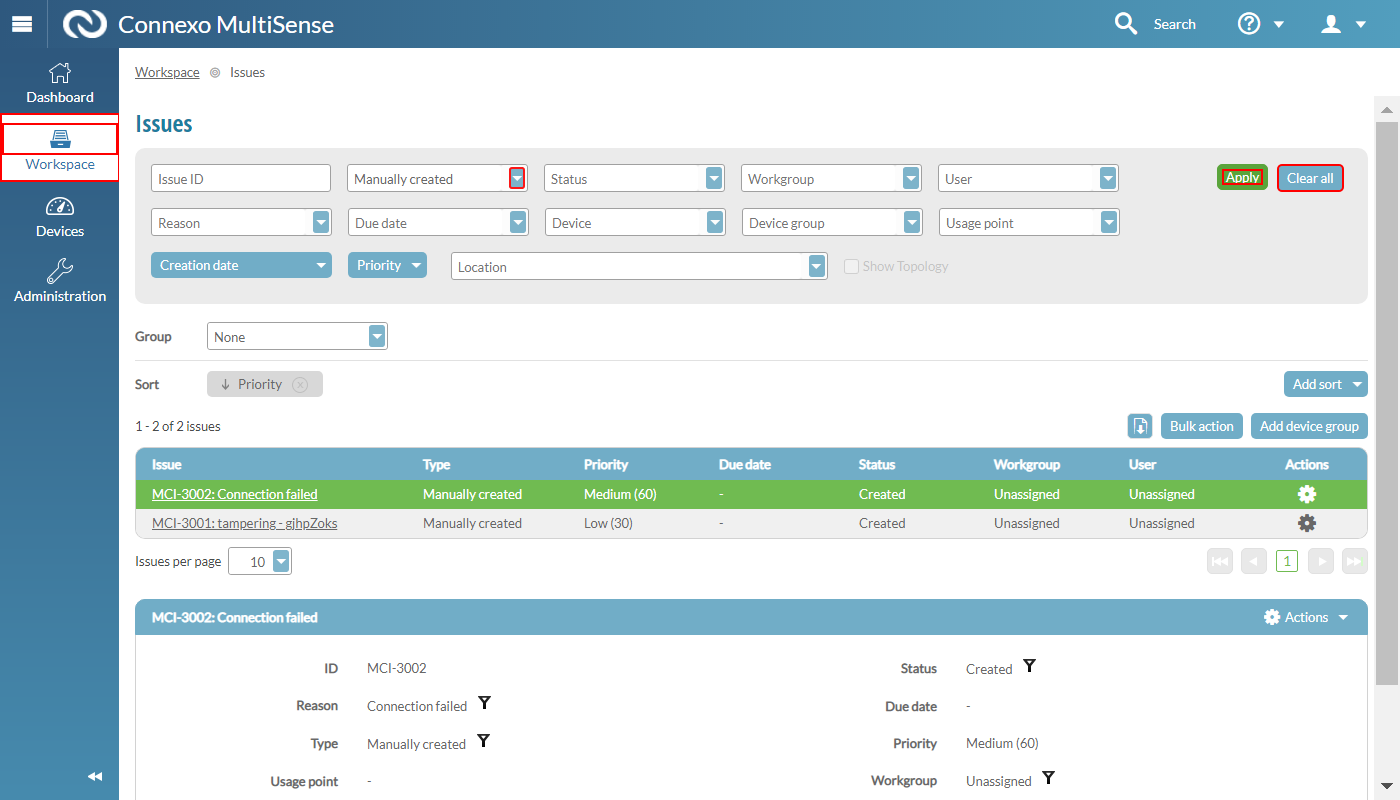 Connexo MultiSense
Search
Dashboard
Workspace
Devices
Administration
Workspace Issues
Issues
Issue ID Manually created Status Workgroup User Apply Clear all
Reason Due date Device Device group Usage point
Creation date Priority Location Show Topology
Group None
Sort Priority Add sort
1 - 2 of 2 issues Bulk action Add device group
Issue Type Priority Due date Status Workgroup User Actions
MCI-3002: Connection failed Manually created Medium (60) - Created Unassigned Unassigned
MCI-3001: tampering - gjhpZoks Manually created Low (30) - Created Unassigned Unassigned
Issues per page 10 1
MCI-3002: Connection failed Actions
ID MCI-3002 Status Created
Reason Connection failed Due date -
Type Manually created Priority Medium (60)
Usage point - Workgroup Unassigned